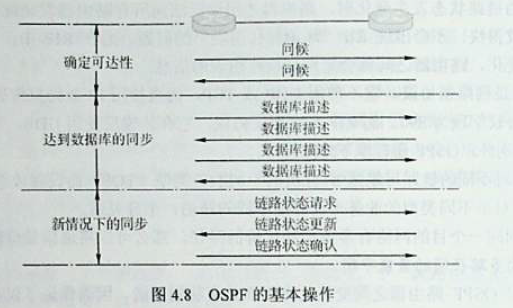 问候
确定可达性
问候
数据库描述
数据库描述
达到数据库的同步
数据库描述
数据库描述
链路状态请求
新情况下的同步
链路状态更新
链路状态确认
图 4.8 OSPF 的基本操作